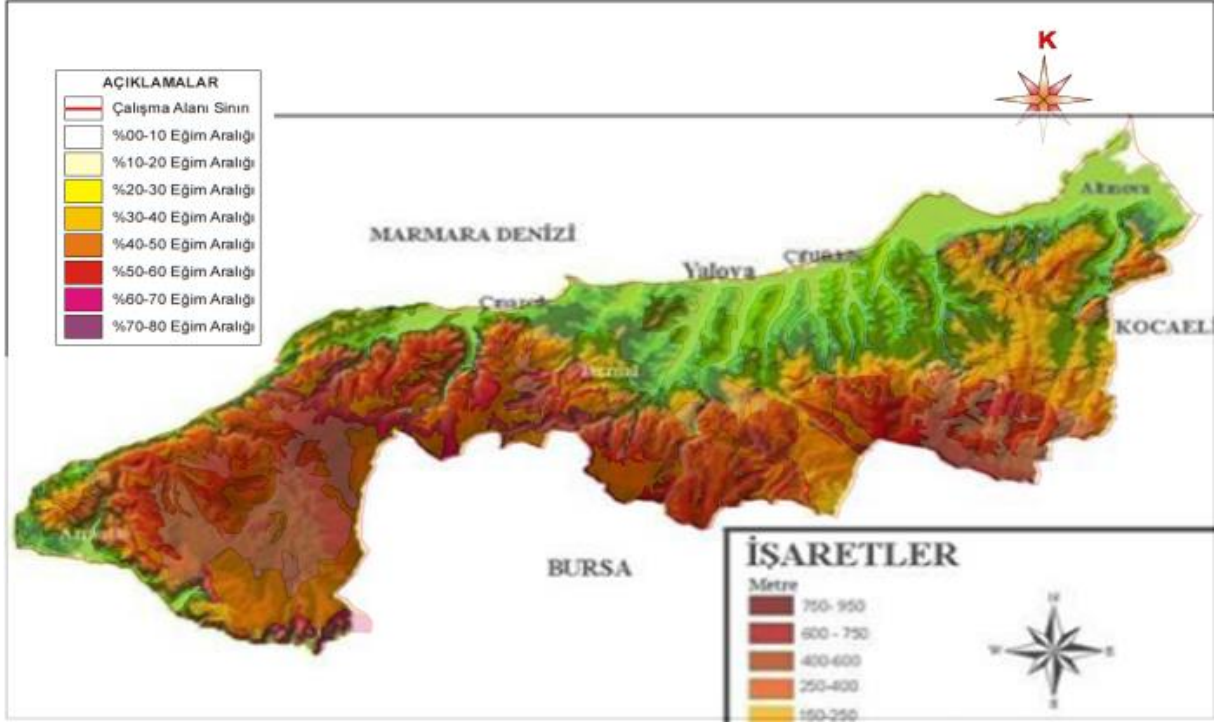 K
AÇIKLAMALAR
Çalışma Alanı Sınırı
%00-10 Eğim Aralığı
%10-20 Eğim Aralığı
%20-30 Eğim Aralığı
%30-40 Eğim Aralığı
%40-50 Eğim Aralığı
%50-60 Eğim Aralığı
%60-70 Eğim Aralığı
%70-80 Eğim Aralığı
Altınova
MARMARA DENİZİ
Yalova
KOCAELİ
Termal
BURSA
İŞARETLER
Metre
750- 950
600 - 750
400-600
250-400
150-250
N
W
E
S